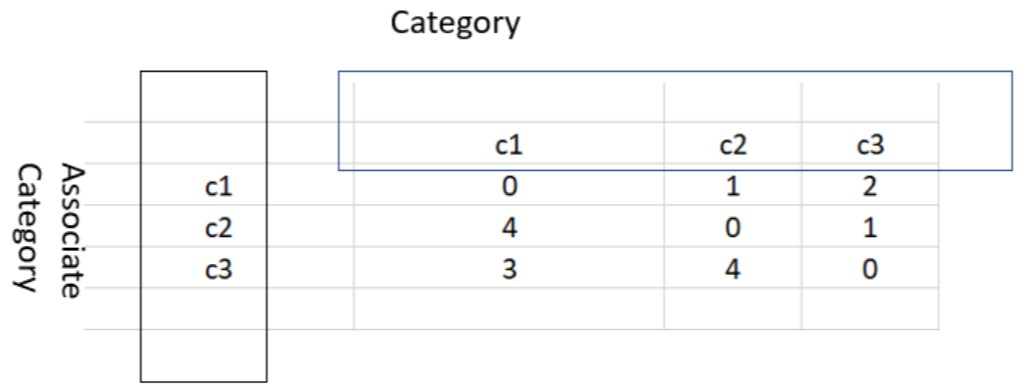 Category
c1 c2 c3
Associate
Category
c1 0 1 2
c2 4 0 1
c3 3 4 0